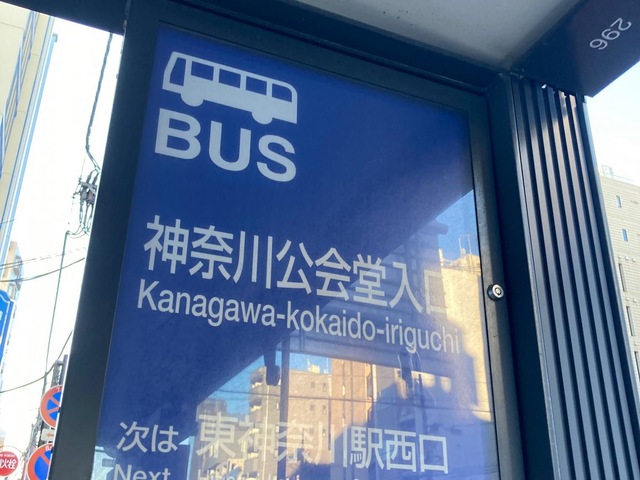 296
BUS
神奈川公会堂入口
Kanagawa-kokaido-iriguchi
次は 東神奈川駅西口
Next